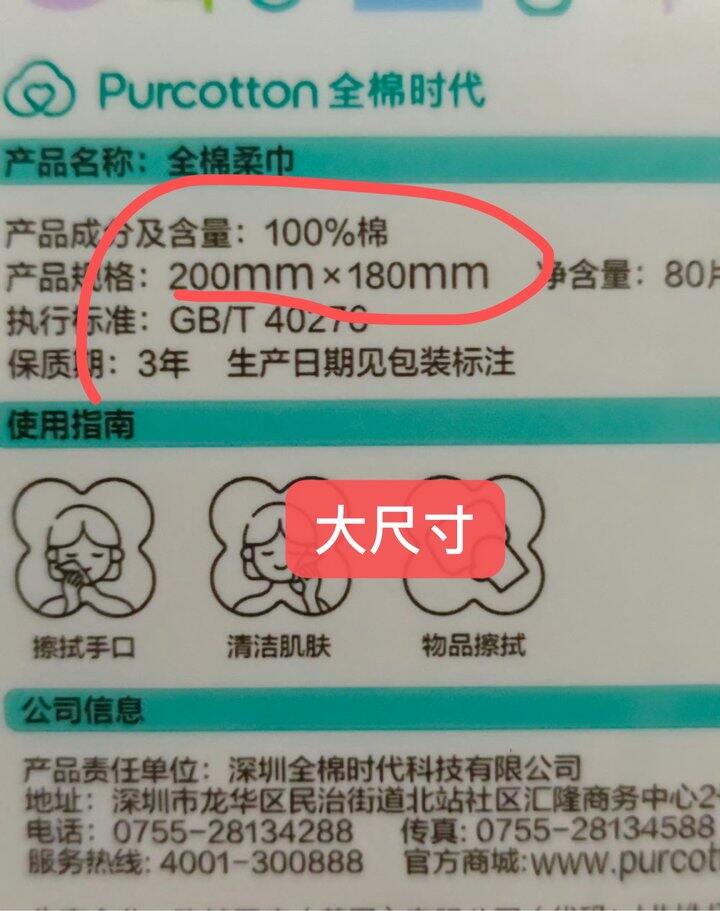 Purcotton 全棉时代
产品名称：全棉柔巾
产品成分及含量：100%棉
产品规格：200mm×180mm 净含量：80片
执行标准：GB/T 40276
保质期：3年 生产日期见包装标注
使用指南
大尺寸
擦拭手口 清洁肌肤 物品擦拭
公司信息
产品责任单位：深圳全棉时代科技有限公司
地址：深圳市龙华区民治街道北站社区汇隆商务中心2
电话：0755-28134288 传真：0755-28134588
服务热线：4001-300888 官方商城:www.purcot